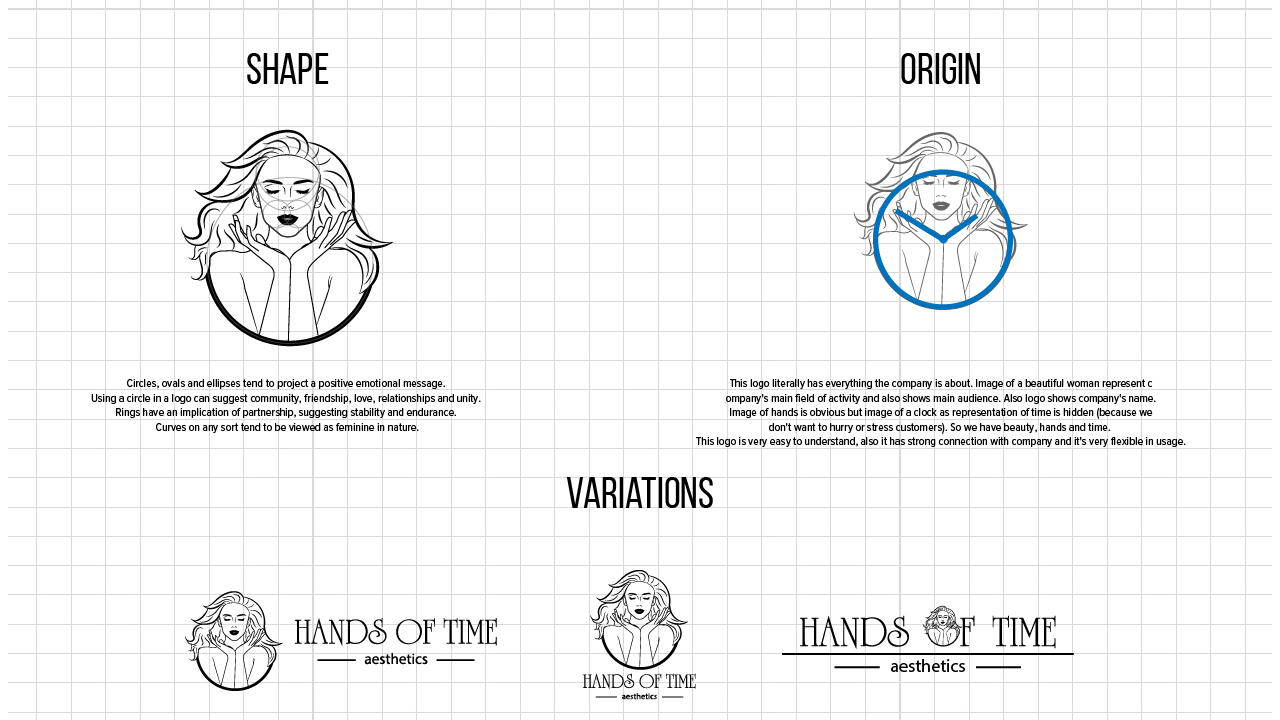 SHAPE
ORIGIN
Circles, ovals and ellipses tend to project a positive emotional message.
Using a circle in a logo can suggest community, friendship, love, relationships and unity.
Rings have an implication of partnership, suggesting stability and endurance.
Curves on any sort tend to be viewed as feminine in nature.
This logo literally has everything the company is about. Image of a beautiful woman represent c
ompany's main field of activity and also shows main audience. Also logo shows company's name.
Image of hands is obvious but image of a clock as representation of time is hidden (because we
don't want to hurry or stress customers). So we have beauty, hands and time.
This logo is very easy to understand, also it has strong connection with company and it's very flexible in usage.
VARIATIONS
HANDS OF TIME
aesthetics
HANDS OF TIME
aesthetics
HANDS F TIME
aesthetics